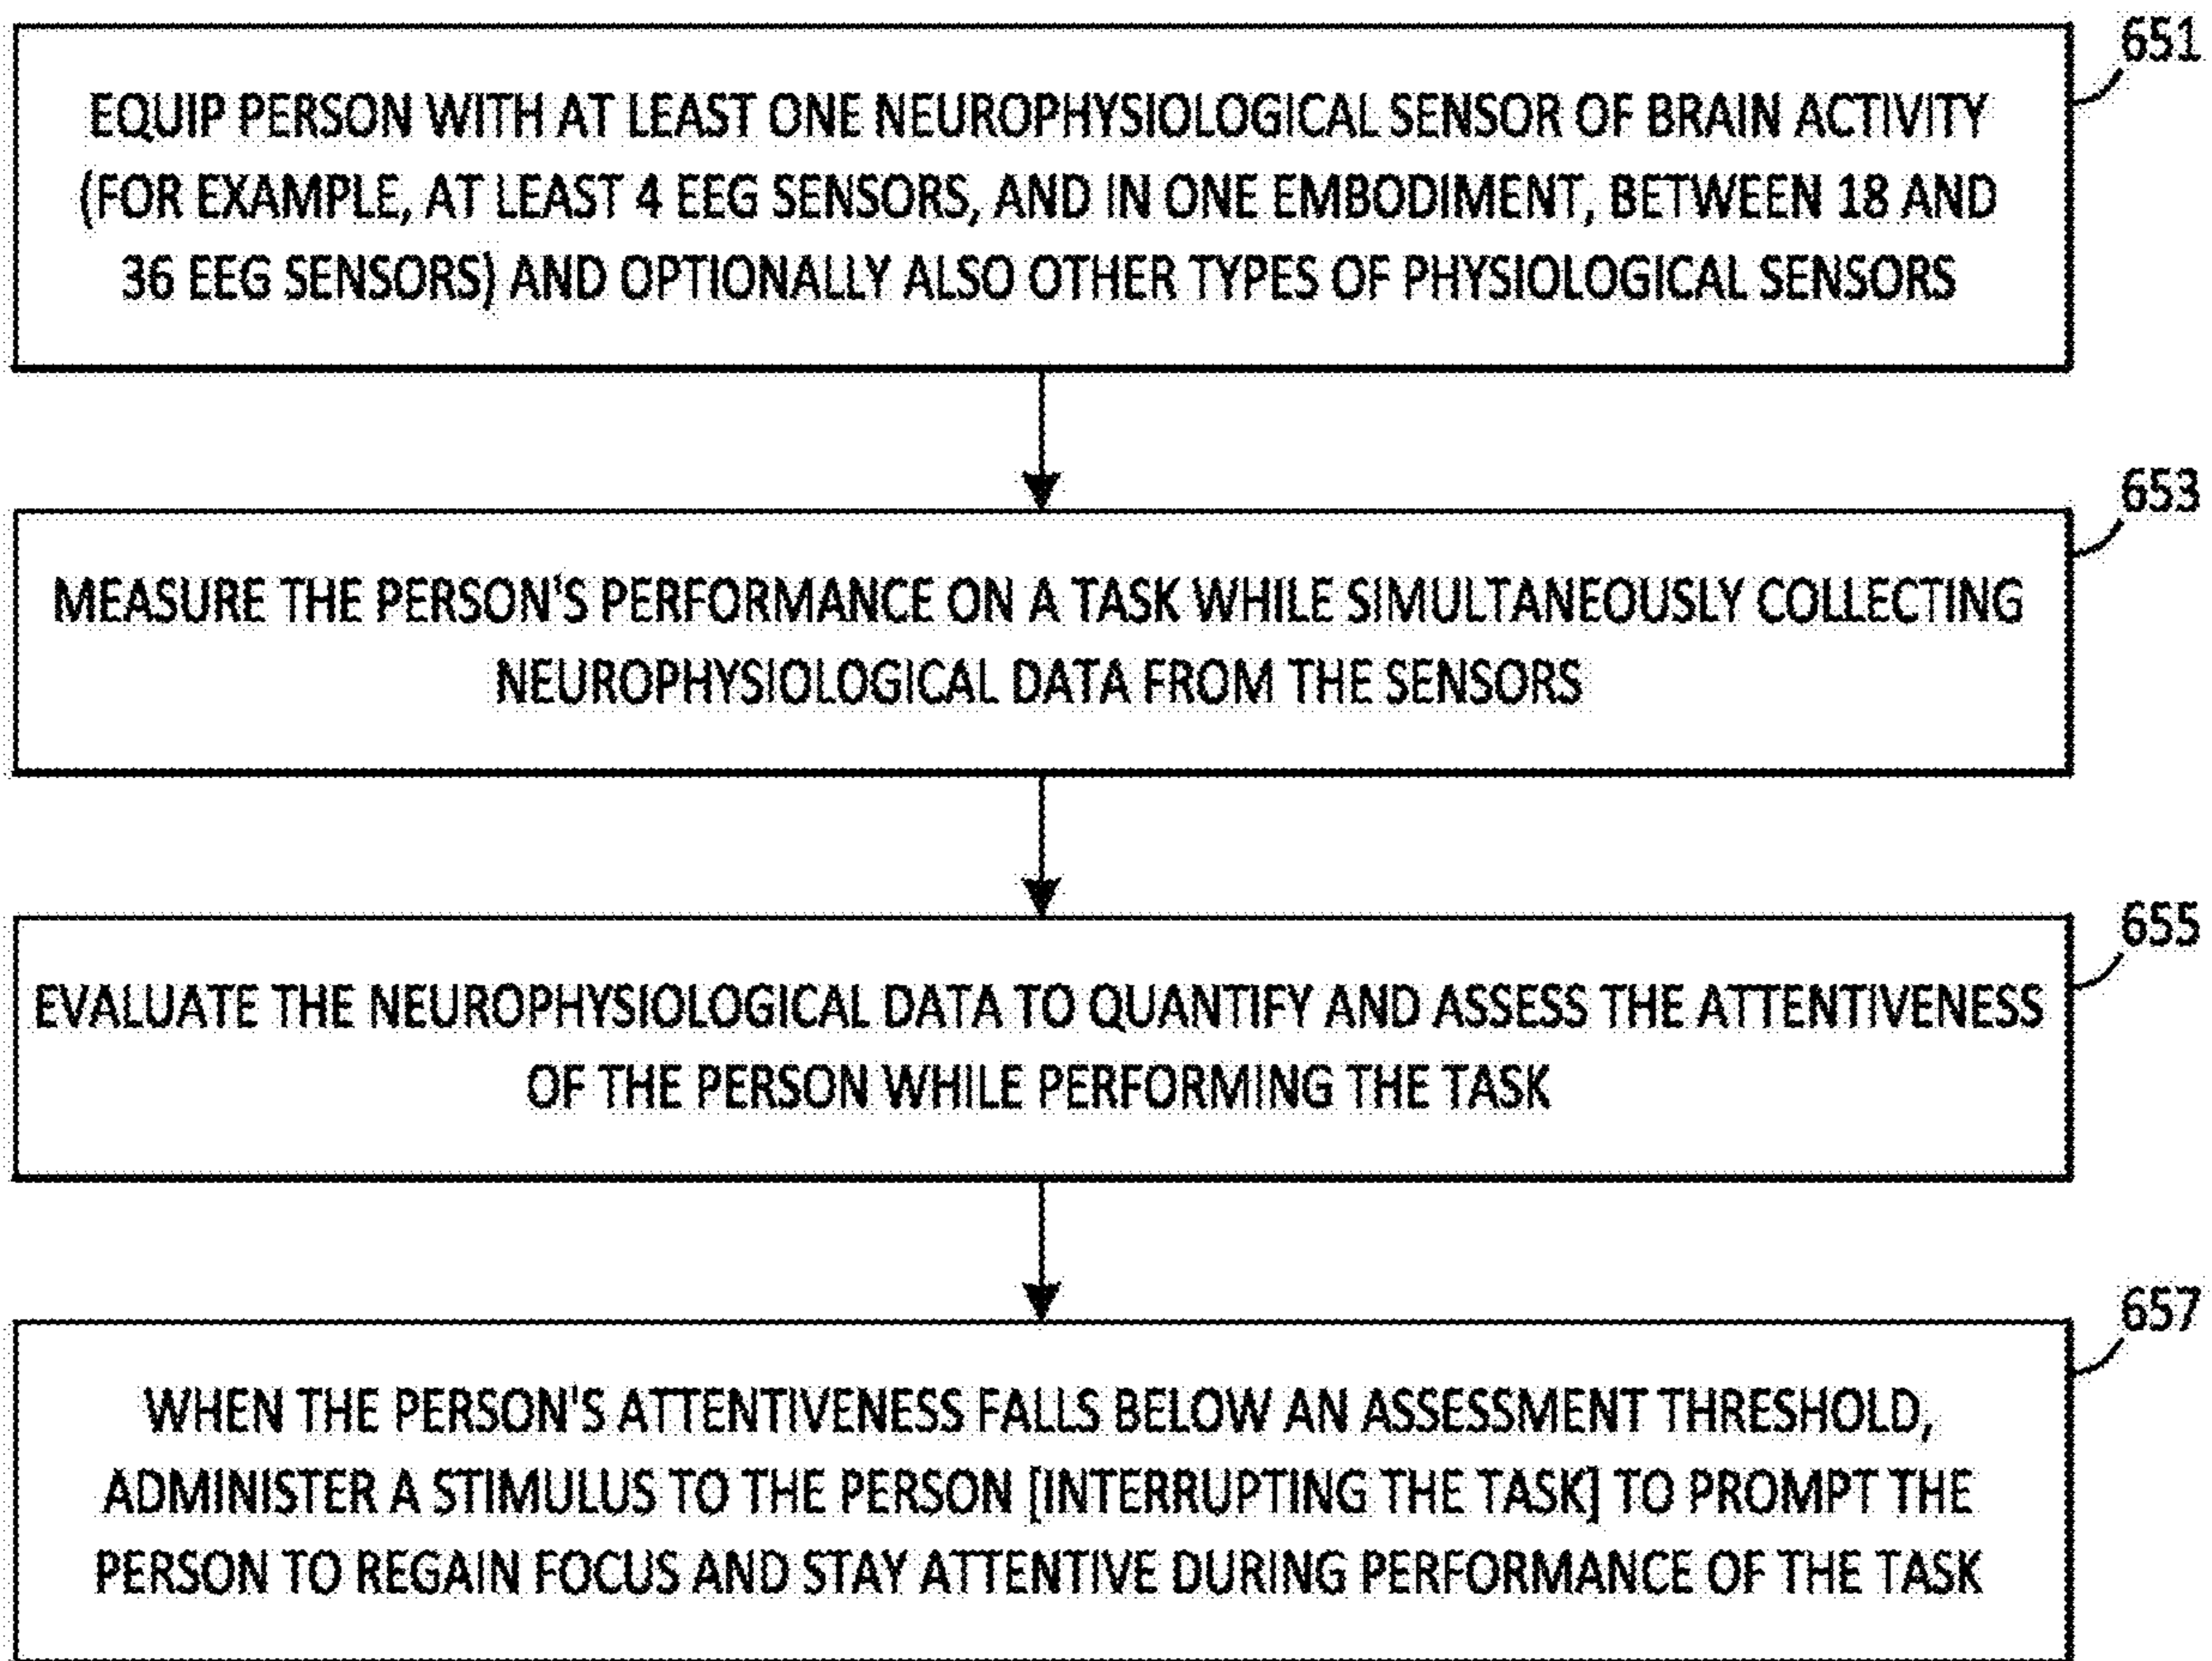 651
EQUIP PERSON WITH AT LEAST ONE NEUROPHYSIOLOGICAL SENSOR OF BRAIN ACTIVITY
(FOR EXAMPLE, AT LEAST 4 EEG SENSORS, AND IN ONE EMBODIMENT, BETWEEN 18 AND
36 EEG SENSORS) AND OPTIONALLY ALSO OTHER TYPES OF PHYSIOLOGICAL SENSORS
653
MEASURE THE PERSON'S PERFORMANCE ON A TASK WHILE SIMULTANEOUSLY COLLECTING
NEUROPHYSIOLOGICAL DATA FROM THE SENSORS
655
EVALUATE THE NEUROPHYSIOLOGICAL DATA TO QUANTIFY AND ASSESS THE ATTENTIVENESS
OF THE PERSON WHILE PERFORMING THE TASK
657
WHEN THE PERSON'S ATTENTIVENESS FALLS BELOW AN ASSESSMENT THRESHOLD,
ADMINISTER A STIMULUS TO THE PERSON [INTERRUPTING THE TASK] TO PROMPT THE
PERSON TO REGAIN FOCUS AND STAY ATTENTIVE DURING PERFORMANCE OF THE TASK